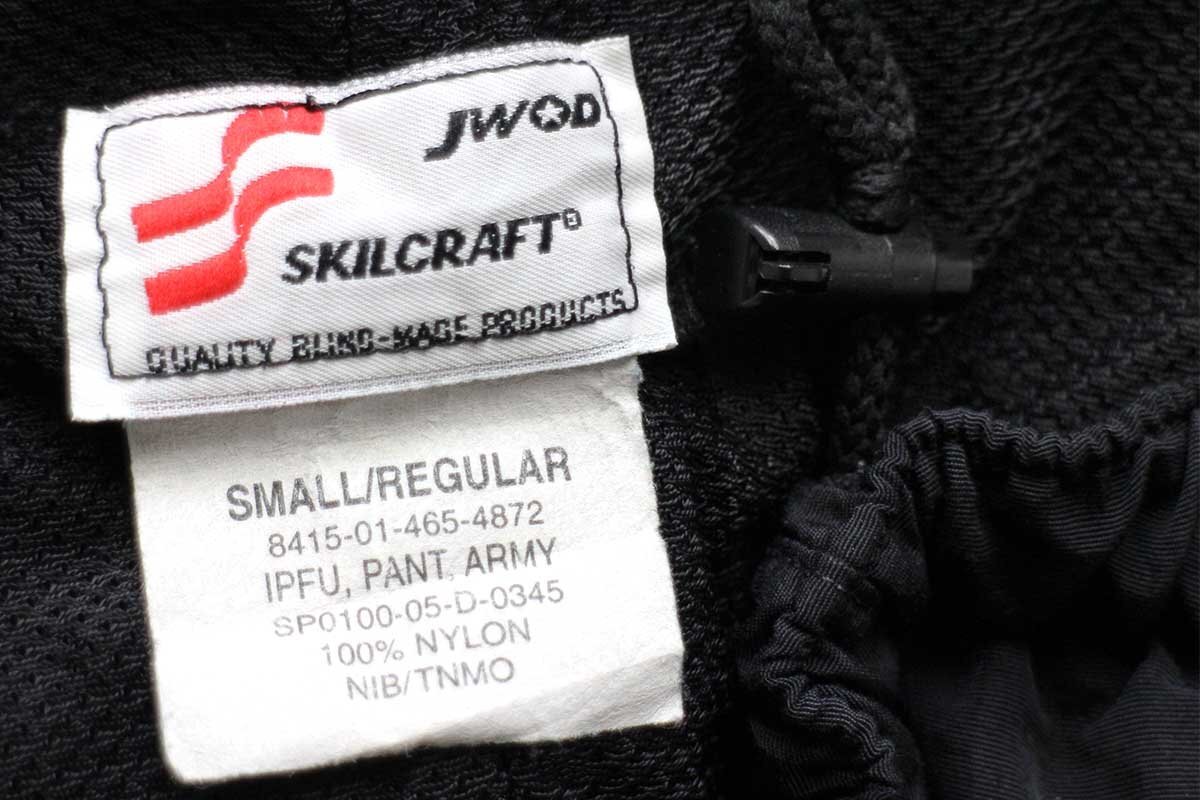 JWOD
SKILCRAFT®
QUALITY BLIND-MADE PRODUCTS
SMALL/REGULAR
8415-01-465-4872
IPFU, PANT, ARMY
SP0100-05-D-0345
100% NYLON
NIB/TNMO